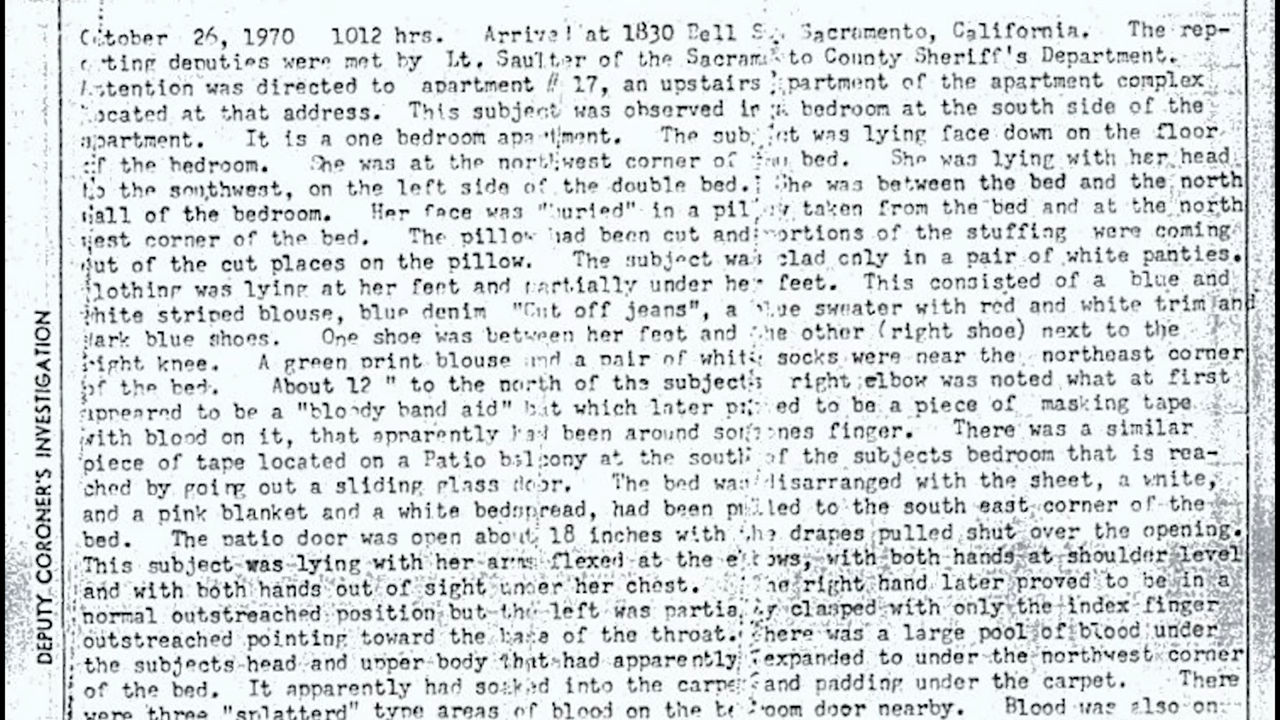 October 26, 1970 1012 hrs. Arrival at 1830 Bell S., Sacramento, California. The rep-
orting deputies were met by Lt. Saulter of the Sacramento County Sheriff's Department.
Attention was directed to apartment # 17, an upstairs apartment of the apartment complex
located at that address. This subject was observed in a bedroom at the south side of the
apartment. It is a one bedroom apartment. The subject was lying face down on the floor
of the bedroom. She was at the northwest corner of the bed. She was lying with her head
to the southwest, on the left side of the double bed. She was between the bed and the north
wall of the bedroom. Her face was "buried" in a pillow taken from the bed and at the north
west corner of the bed. The pillow had been cut and portions of the stuffing were coming
out of the cut places on the pillow. The subject was clad only in a pair of white panties.
Clothing was lying at her feet and partially under her feet. This consisted of a blue and
white striped blouse, blue denim "Cut off jeans", a blue sweater with red and white trim and
dark blue shoes. One shoe was between her feet and the other (right shoe) next to the
right knee. A green print blouse and a pair of white socks were near the northeast corner
of the bed. About 12 " to the north of the subjects right elbow was noted what at first
appeared to be a "bloody band aid" but which later proved to be a piece of masking tape
with blood on it, that apparently had been around someones finger. There was a similar
piece of tape located on a Patio balcony at the south of the subjects bedroom that is rea-
ched by going out a sliding glass door. The bed was disarranged with the sheet, a white,
and a pink blanket and a white bedspread, had been pulled to the south east corner of the
bed. The patio door was open about 18 inches with the drapes pulled shut over the opening.
This subject was lying with her arms flexed at the elbows, with both hands at shoulder level
and with both hands out of sight under her chest. The right hand later proved to be in a
normal outstreached position but the left was partially clasped with only the index finger
outstreached pointing toward the base of the throat. There was a large pool of blood under
the subjects head and upper body that had apparently expanded to under the northwest corner
of the bed. It apparently had soaked into the carpet and padding under the carpet. There
were three "splatterd" type areas of blood on the bedroom door nearby. Blood was also on
DEPUTY CORONER'S INVESTIGATION